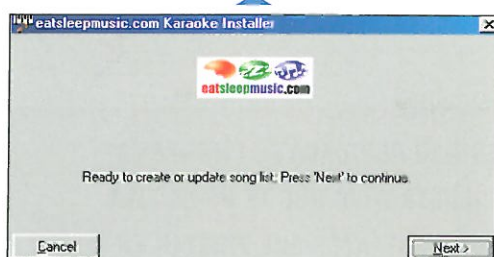 eatsleepmusic.com Karaoke Installer
eatsleepmusic.com
Ready to create or update song list. Press 'Next' to continue.
Cancel
Next >